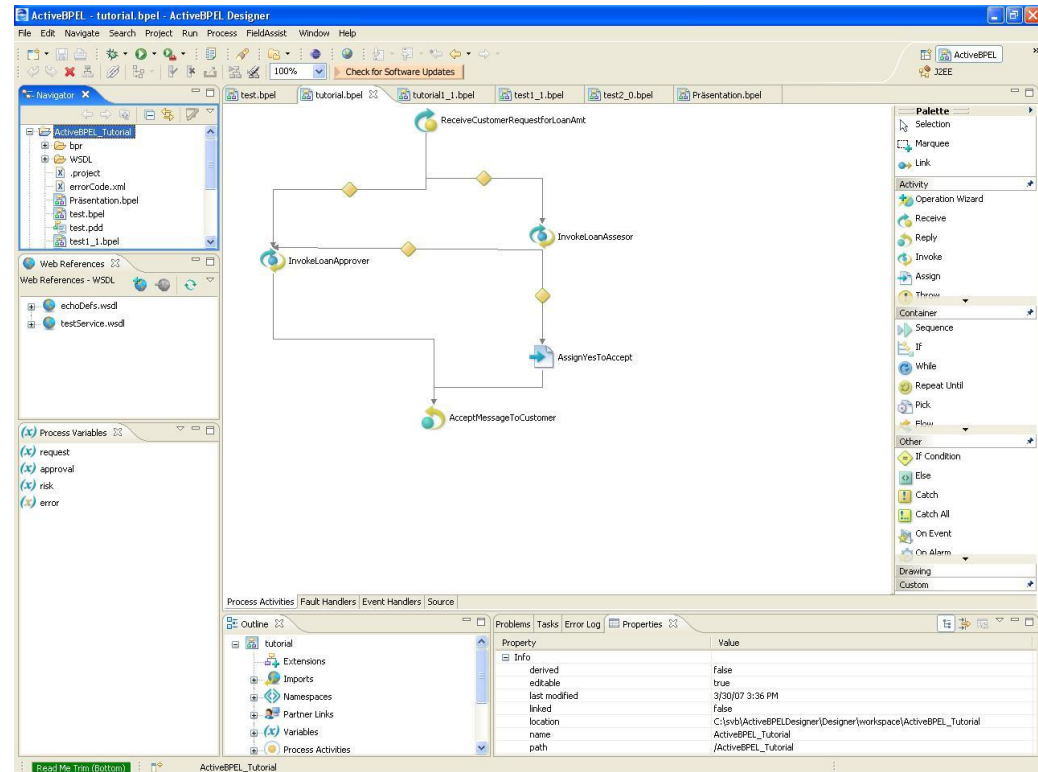 ActiveBPEL - tutorial.bpel - ActiveBPEL Designer
File Edit Navigate Search Project Run Process FieldAssist Window Help
ActiveBPEL
»
100% Check for Software Updates
J2EE
Navigator
test.bpel tutorial.bpel tutorial1_1.bpel test1_1.bpel test2_0.bpel Präsentation.bpel
ActiveBPEL_Tutorial
bpr
WSDL
.project
errorCode.xml
Präsentation.bpel
test.bpel
test.pdd
test1_1.bpel
Web References
Web References - WSDL
echoDefs.wsdl
testService.wsdl
(x) Process Variables
(x) request
(x) approval
(x) risk
(x) error
ReceiveCustomerRequestforLoanAmt
InvokeLoanAssesor
InvokeLoanApprover
AssignYesToAccept
AcceptMessageToCustomer
Palette
Selection
Marquee
Link
Activity
Operation Wizard
Receive
Reply
Invoke
Assign
Throw
Container
Sequence
If
While
Repeat Until
Pick
Flow
Other
If Condition
Else
Catch
Catch All
On Event
On Alarm
Drawing
Custom
Process Activities Fault Handlers Event Handlers Source
Outline
tutorial
Extensions
Imports
Namespaces
Partner Links
(x) Variables
Process Activities
Problems Tasks Error Log Properties
Property Value
Info
derived false
editable true
last modified 3/30/07 3:36 PM
linked false
location C:\svb\ActiveBPELDesigner\Designer\workspace\ActiveBPEL_Tutorial
name ActiveBPEL_Tutorial
path /ActiveBPEL_Tutorial
Read Me Trim (Bottom) ActiveBPEL_Tutorial